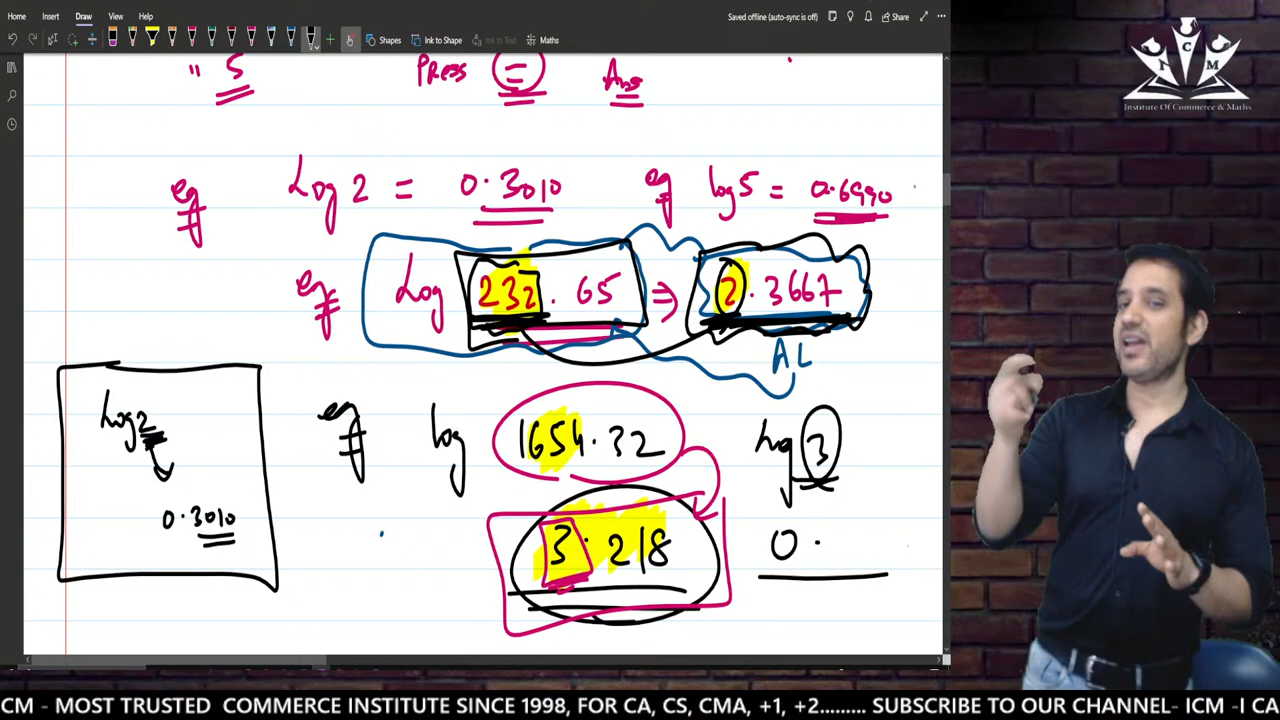 Home Insert Draw View Help
Saved offline (auto-sync is off) Share
Shapes Ink to Shape Ink to Text Maths
I C M
Institute Of Commerce & Maths
" 5 Press = Ans
eg Log 2 = 0.3010 eg log 5 = 0.6990
eg Log 232.65 ⇒ 2.3667
AL
Log 2
0.3010
eg log 1654.32 Log 3
3.218 0.
CM - MOST TRUSTED COMMERCE INSTITUTE SINCE 1998, FOR CA, CS, CMA, +1, +2......... SUBSCRIBE TO OUR CHANNEL- ICM -I CA